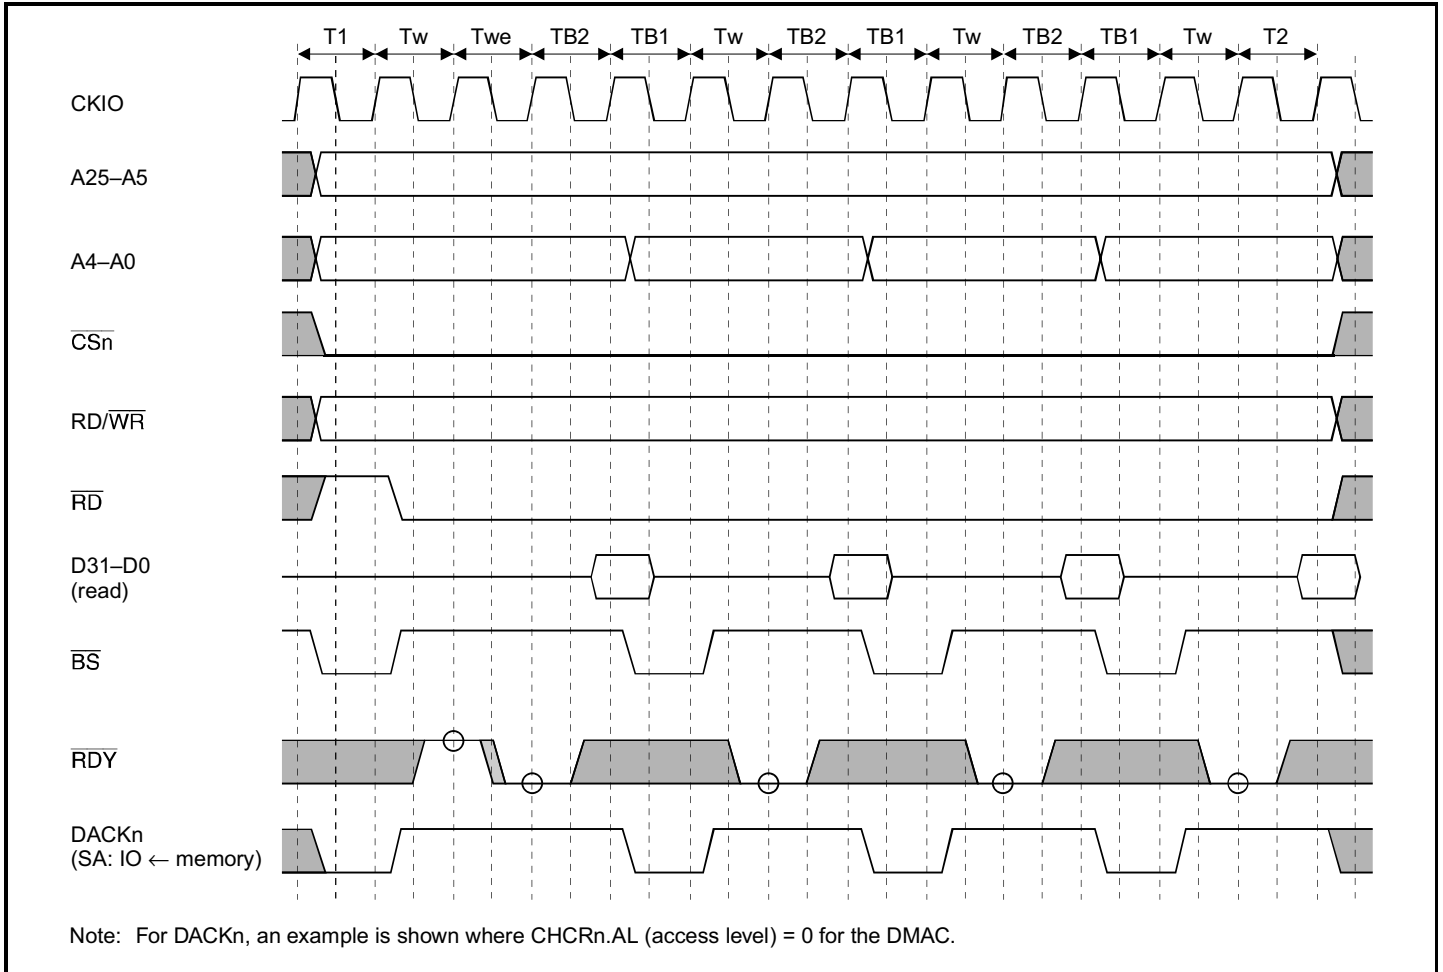 T1 Tw Twe TB2 TB1 Tw TB2 TB1 Tw TB2 TB1 Tw T2
CKIO
A25–A5
A4–A0
CSn
RD/WR
RD
D31–D0
(read)
BS
RDY
DACKn
(SA: IO ← memory)
Note: For DACKn, an example is shown where CHCRn.AL (access level) = 0 for the DMAC.